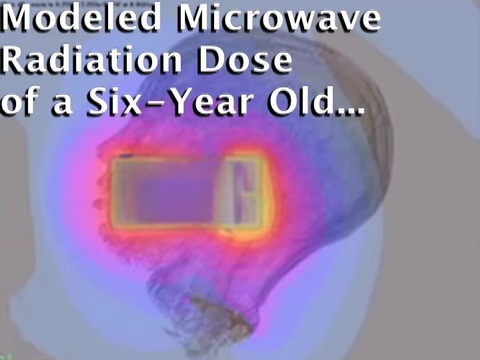 Modeled Microwave
Radiation Dose
of a Six-Year Old...